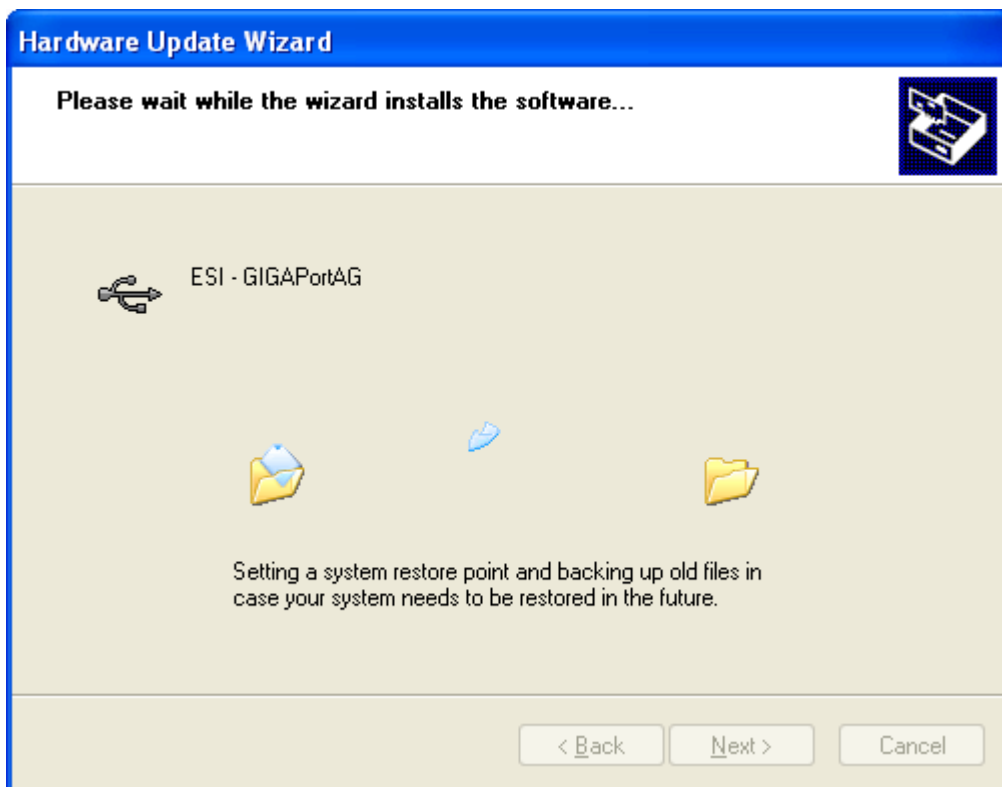 Hardware Update Wizard
Please wait while the wizard installs the software...
ESI - GIGAPortAG
Setting a system restore point and backing up old files in
case your system needs to be restored in the future.
< Back
Next >
Cancel